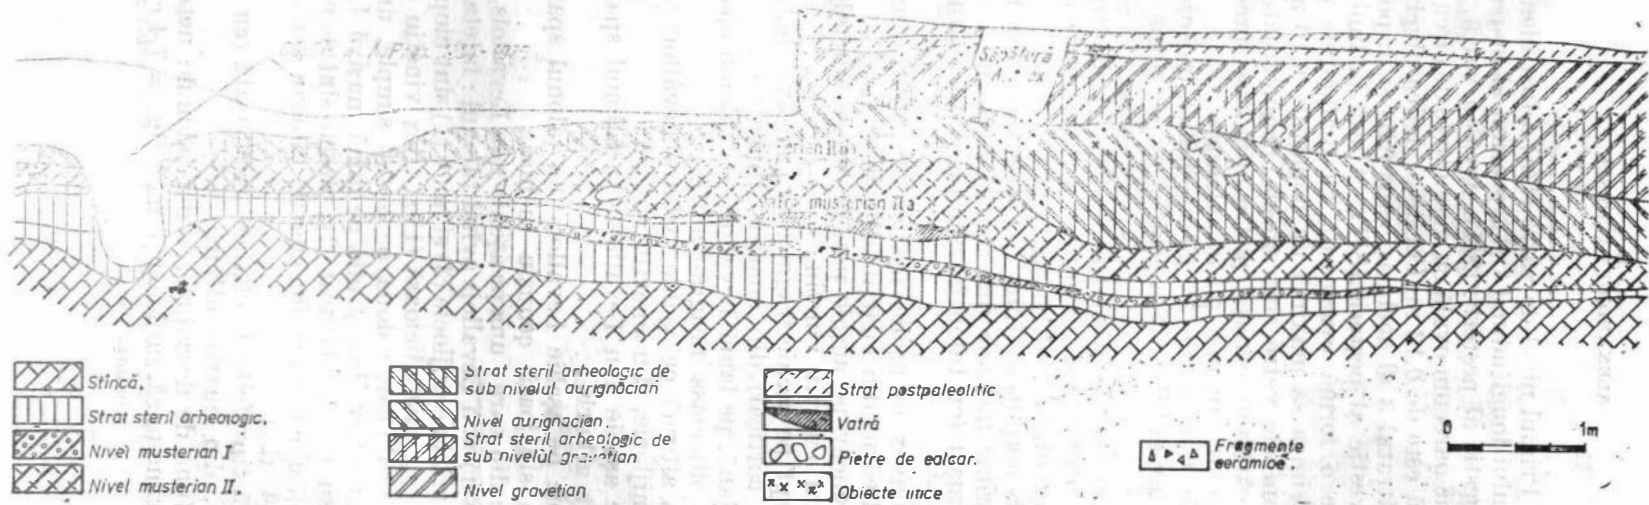 Săpătură
musterian II a
Stîncă.
Strat steril arheologic.
Nivel musterian I
Nivel musterian II.
Strat steril arheologic de
sub nivelul aurignacian
Nivel aurignacian.
Strat steril arheologic de
sub nivelul gravetian
Nivel gravetian
Strat postpaleolitic.
Vatră
Pietre de calcar.
Obiecte litice
Fragmente
ceramice.
0 1m